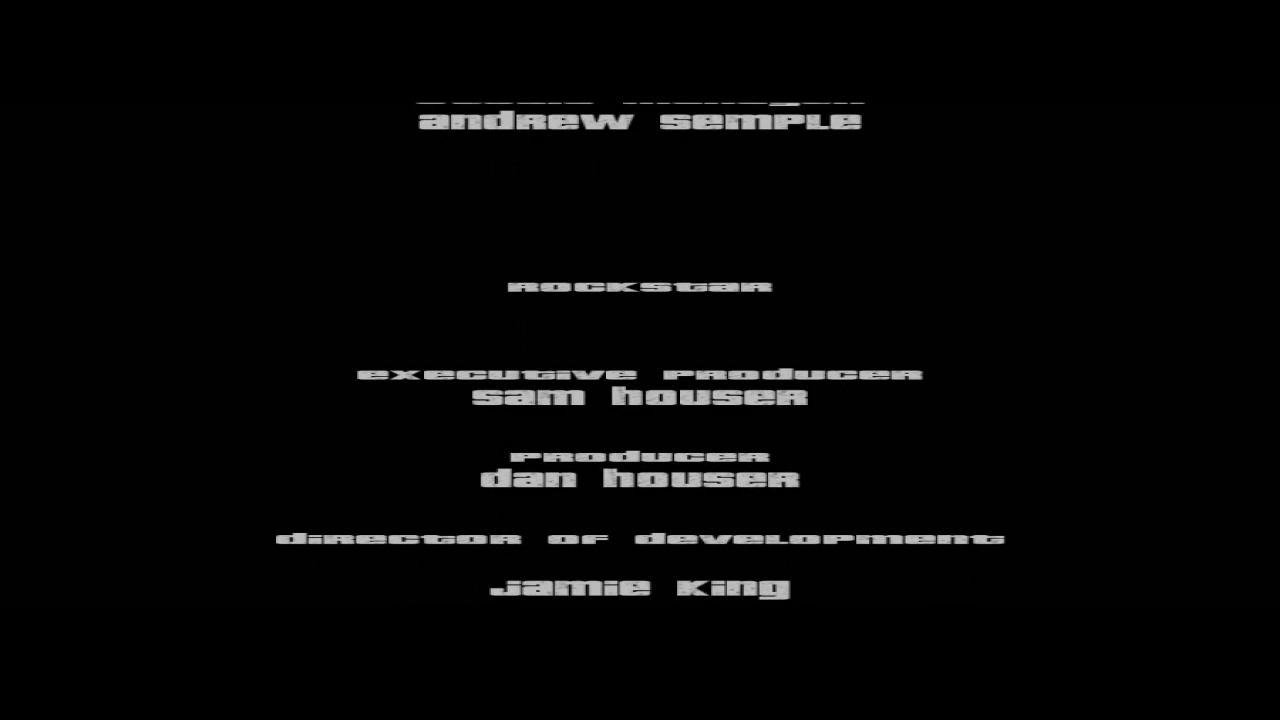 andrew semple
rockstar
executive producer
sam houser
producer
dan houser
director of development
jamie king